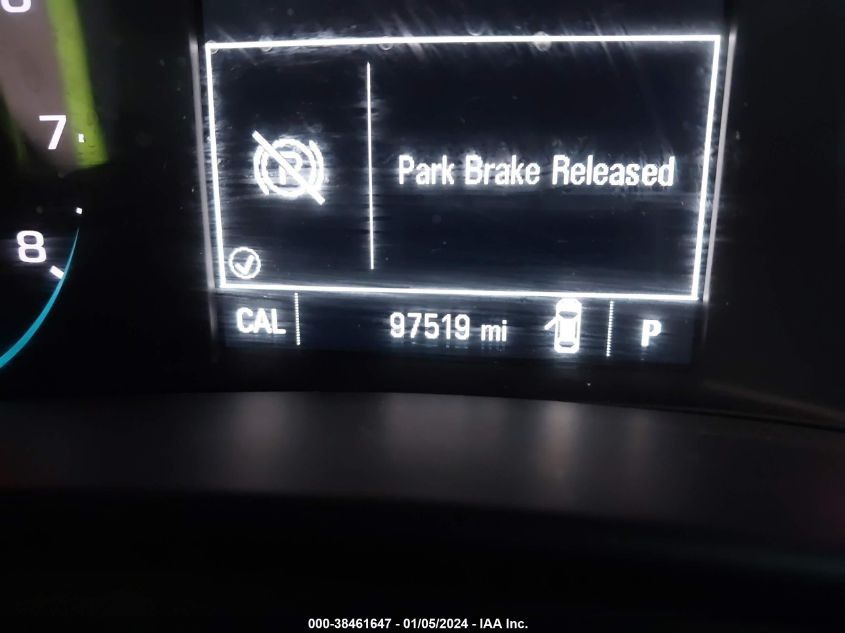 7
8
Park Brake Released
CAL 97519 mi P
000-38461647 - 01/05/2024 - IAA Inc.